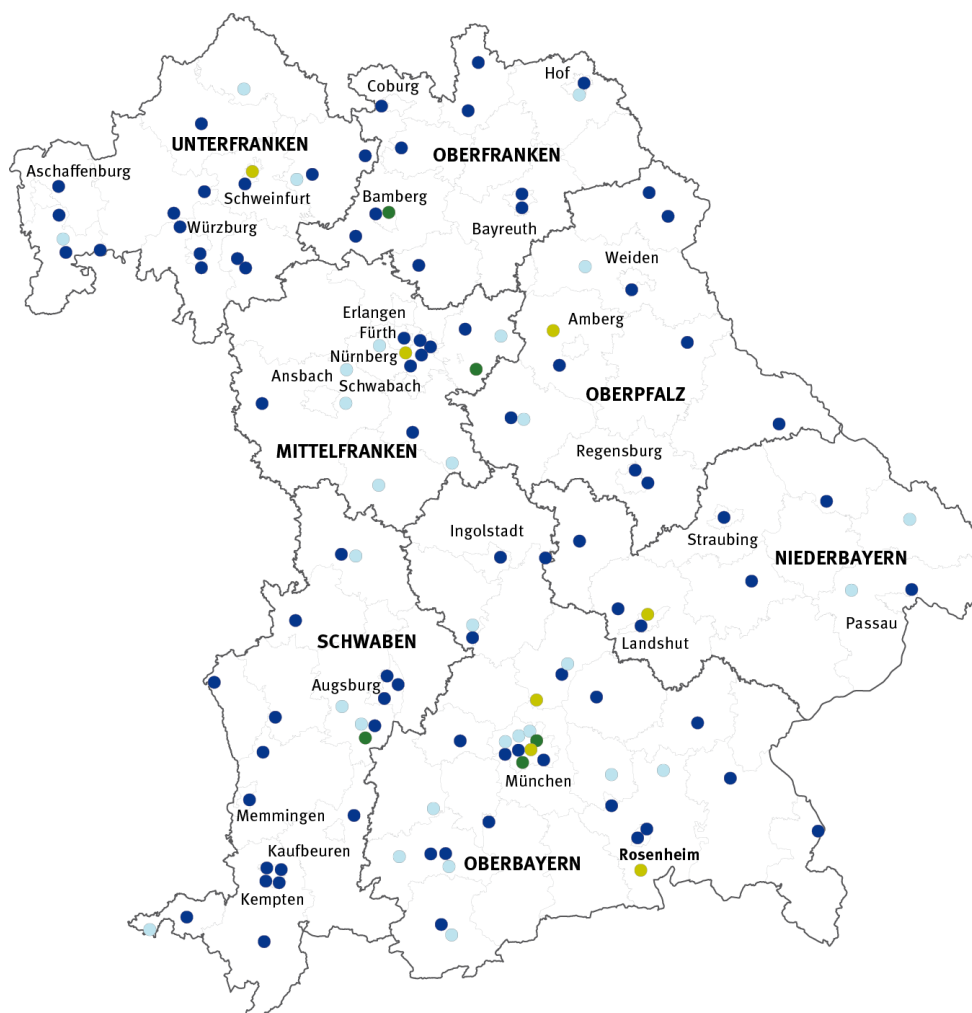 Hof
Coburg
UNTERFRANKEN
OBERFRANKEN
Aschaffenburg
Schweinfurt
Bamberg
Würzburg
Bayreuth
Weiden
Erlangen
Fürth
Amberg
Nürnberg
Ansbach
Schwabach
OBERPFALZ
MITTELFRANKEN
Regensburg
Ingolstadt
Straubing
NIEDERBAYERN
Passau
SCHWABEN
Landshut
Augsburg
München
Memmingen
Kaufbeuren
Rosenheim
OBERBAYERN
Kempten